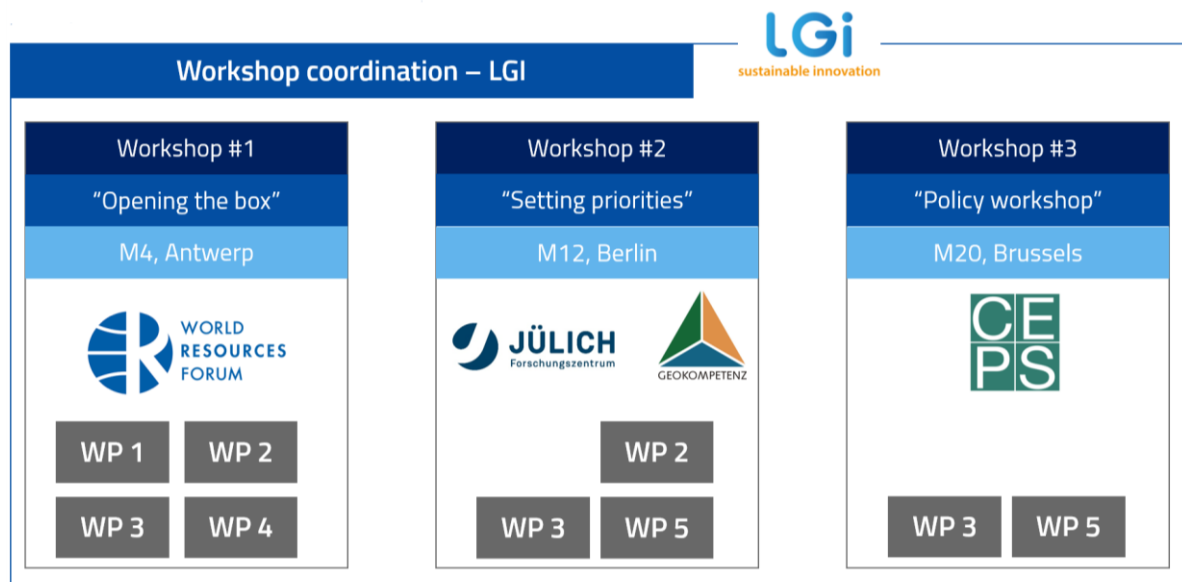 LGi
sustainable innovation
Workshop coordination – LGI
Workshop #1
“Opening the box”
M4, Antwerp
WORLD
RESOURCES
FORUM
WP 1 WP 2
WP 3 WP 4
Workshop #2
“Setting priorities”
M12, Berlin
JÜLICH
Forschungszentrum
GEOKOMPETENZ
WP 2
WP 3 WP 5
Workshop #3
“Policy workshop”
M20, Brussels
CE
PS
WP 3 WP 5